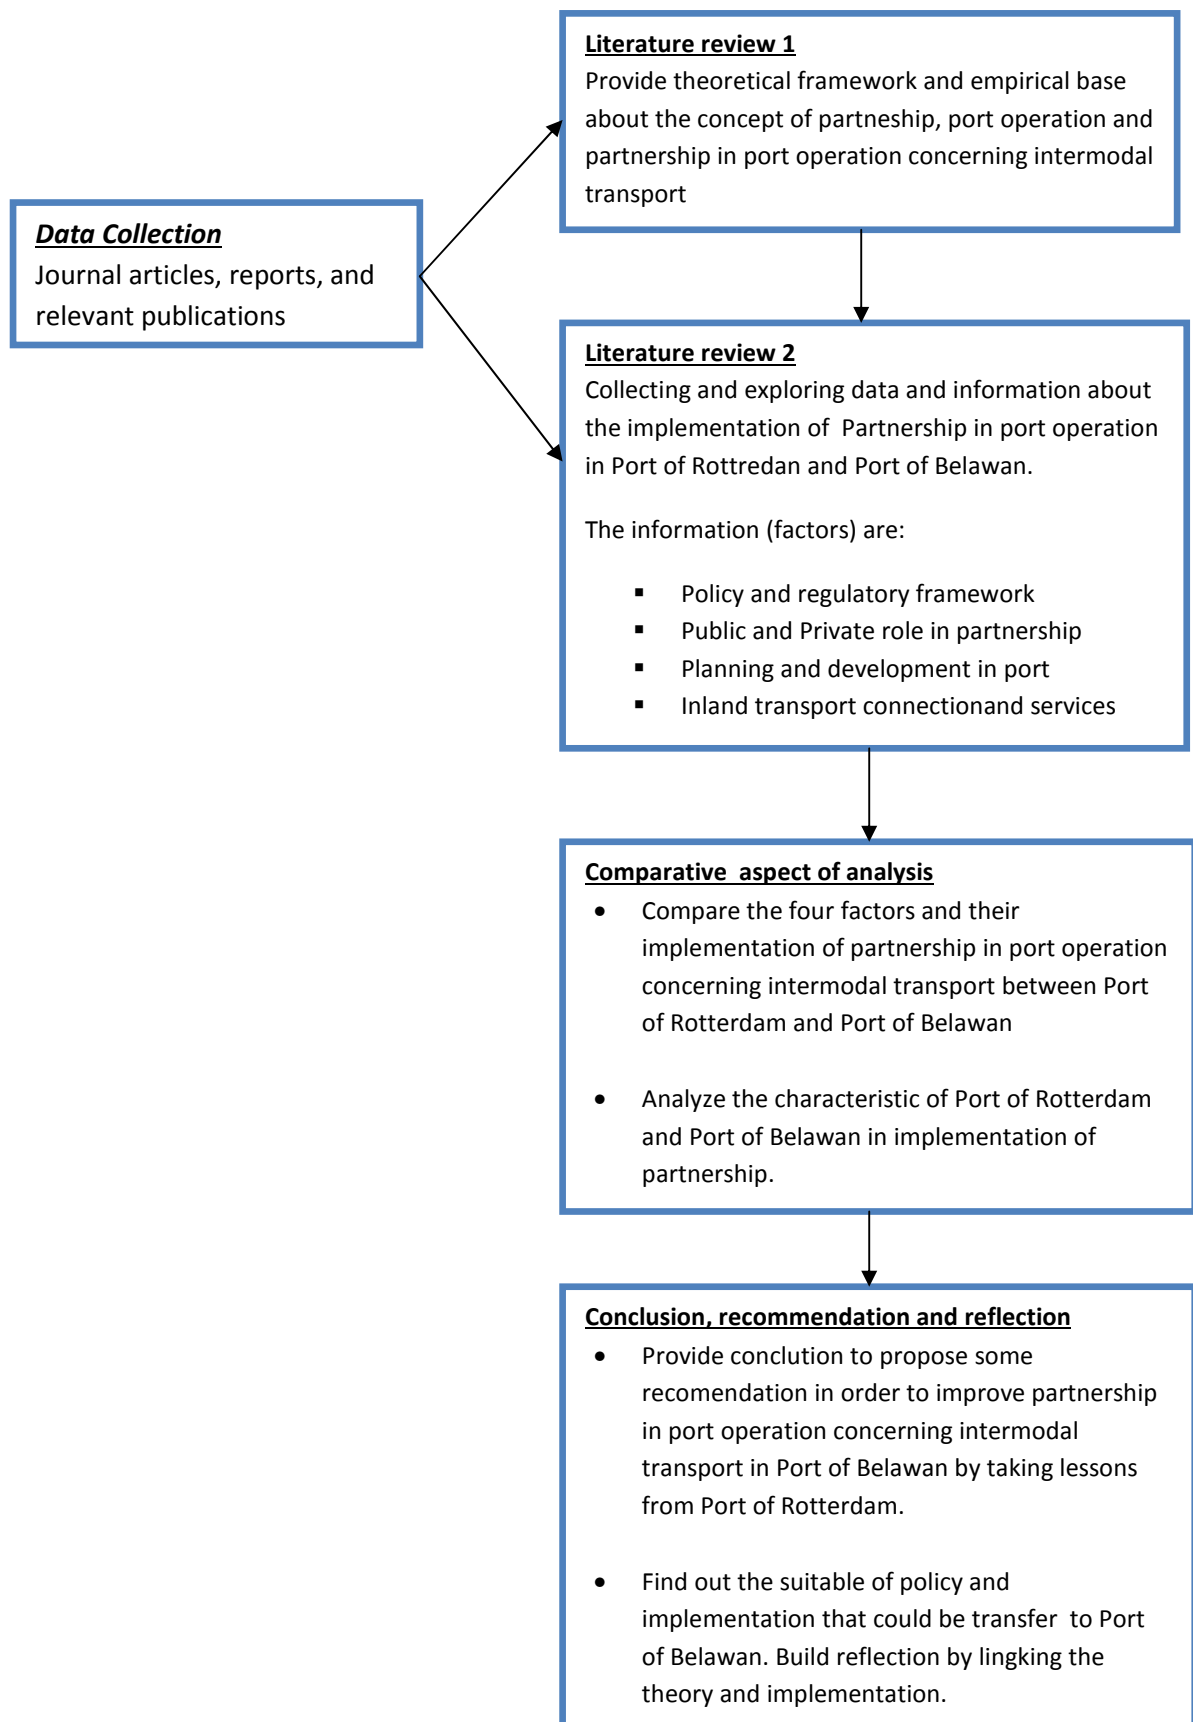 Literature review 1
Provide theoretical framework and empirical base
about the concept of partneship, port operation and
partnership in port operation concerning intermodal
transport
Data Collection
Journal articles, reports, and
relevant publications
Literature review 2
Collecting and exploring data and information about
the implementation of  Partnership in port operation
in Port of Rottredan and Port of Belawan.
The information (factors) are:
▪ Policy and regulatory framework
▪ Public and Private role in partnership
▪ Planning and development in port
▪ Inland transport connectionand services
Comparative  aspect of analysis
• Compare the four factors and their
implementation of partnership in port operation
concerning intermodal transport between Port
of Rotterdam and Port of Belawan
• Analyze the characteristic of Port of Rotterdam
and Port of Belawan in implementation of
partnership.
Conclusion, recommendation and reflection
• Provide conclution to propose some
recomendation in order to improve partnership
in port operation concerning intermodal
transport in Port of Belawan by taking lessons
from Port of Rotterdam.
• Find out the suitable of policy and
implementation that could be transfer  to Port
of Belawan. Build reflection by lingking the
theory and implementation.